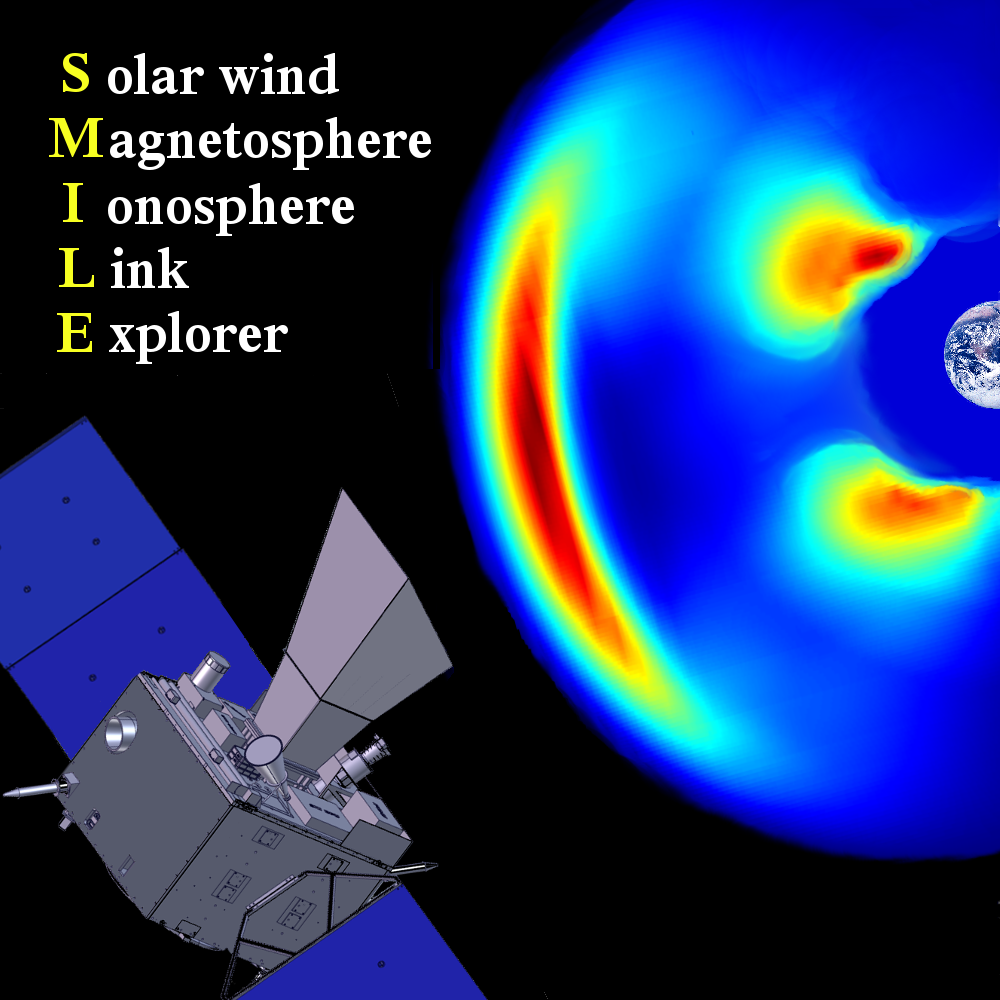 Solar wind
Magnetosphere
Ionosphere
Link
Explorer